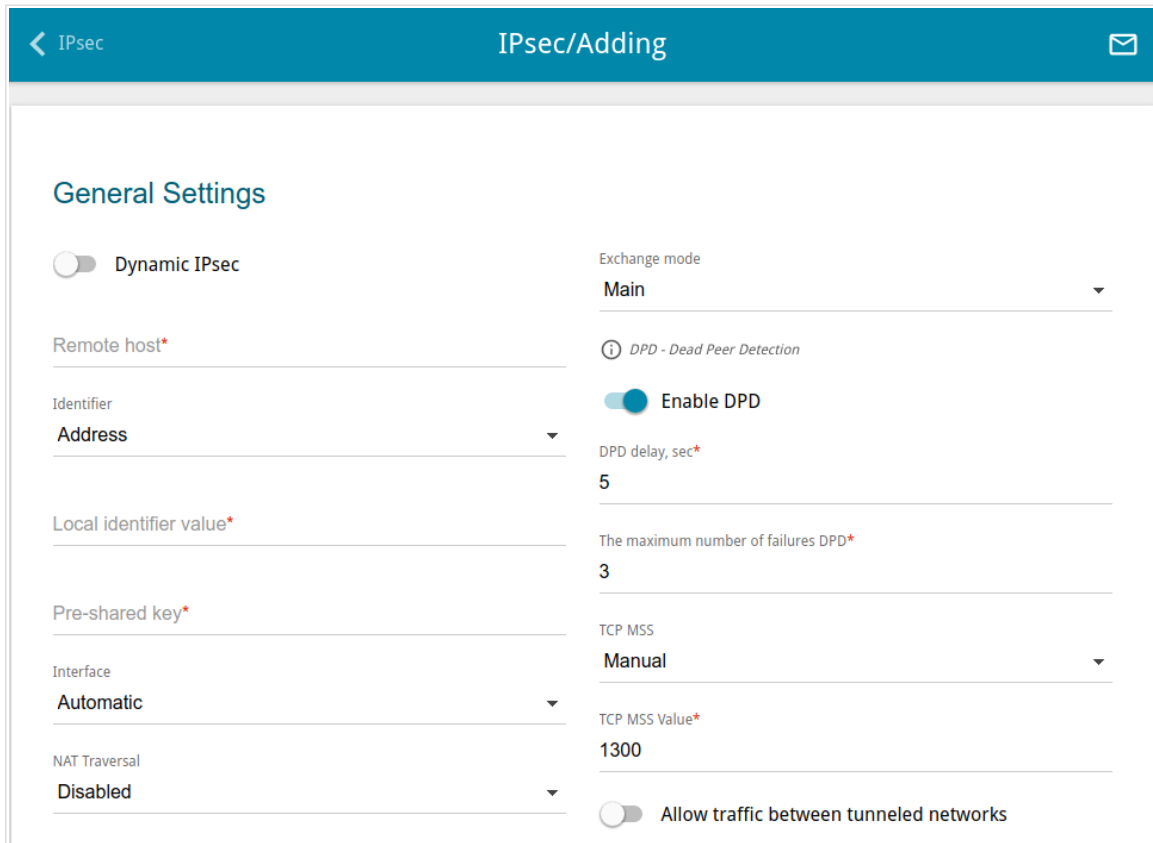 IPsec
IPsec/Adding
General Settings
Dynamic IPsec
Remote host*
Identifier
Address
Local identifier value*
Pre-shared key*
Interface
Automatic
NAT Traversal
Disabled
Exchange mode
Main
DPD - Dead Peer Detection
Enable DPD
DPD delay, sec*
5
The maximum number of failures DPD*
3
TCP MSS
Manual
TCP MSS Value*
1300
Allow traffic between tunneled networks